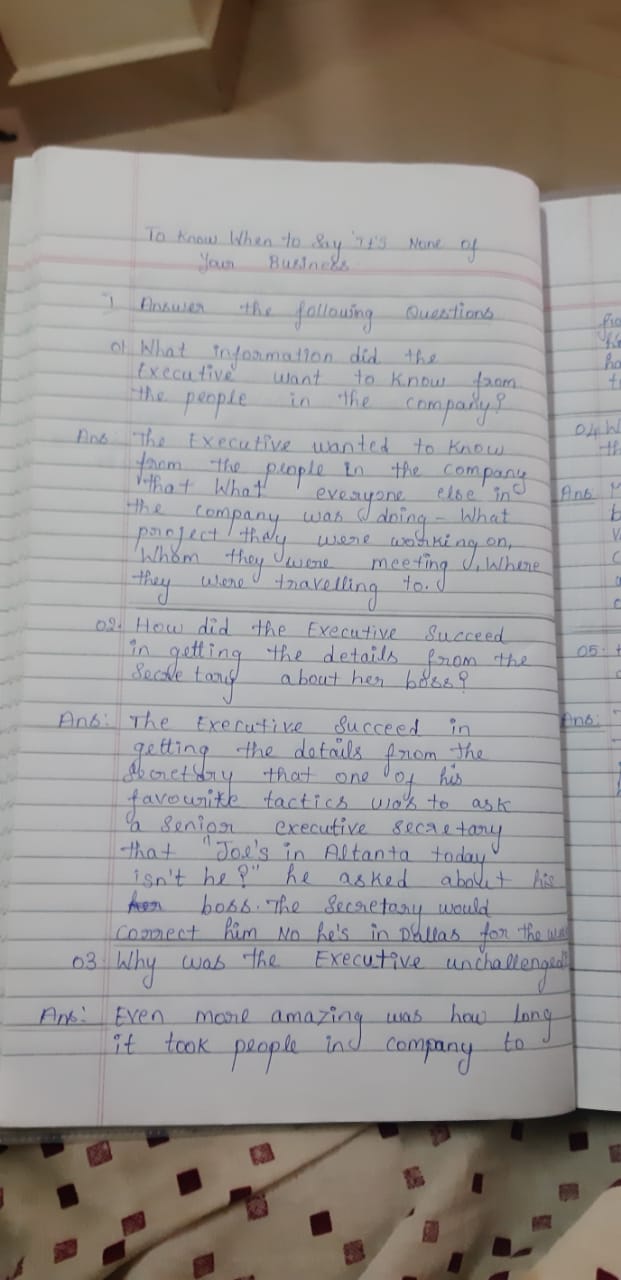 To Know When to Say "It's None of
Your Business
I Answer the following Questions
01. What information did the
Executive want to know from
the people in the company?
Ans The Executive wanted to know
from the people in the company
that What everyone else in
the company was doing - What
project they were working on,
Whom they were meeting, Where
they were travelling to.
02. How did the Executive Succeed
in getting the details from the
Secretary about her boss?
Ans: The Executive Succeed in
getting the details from the
Secretary that one of his
favourite tactics was to ask
a senior executive secretary
that "Joe's in Altanta today
isn't he?" he asked about his
boss. The Secretary would
correct him No he's in Dallas for the
03 Why was the Executive unchallenged?
Ans: Even more amazing was how long
it took people in company to
04
Ans
05
Ans: